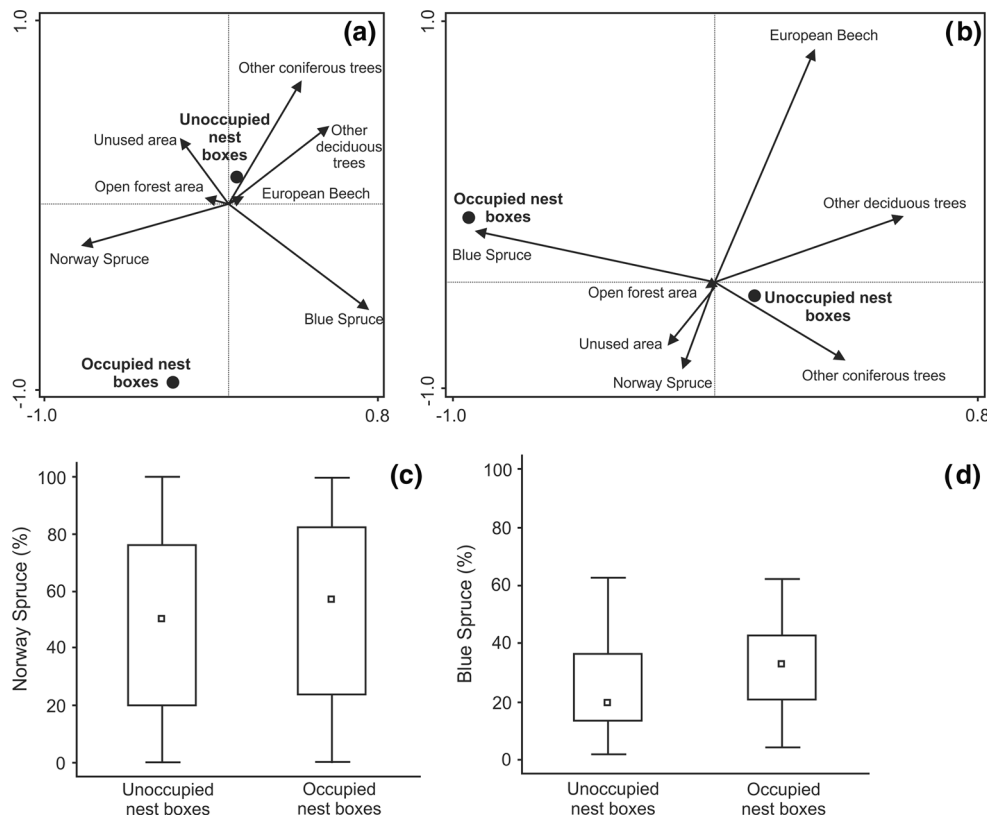 (a)
1.0
Other coniferous trees
Unoccupied
nest
boxes
Other
deciduous
trees
Unused area
Open forest area
European Beech
Norway Spruce
Blue Spruce
Occupied nest
boxes
-1.0
-1.0
0.8
(b)
1.0
European Beech
Occupied nest
boxes
Other deciduous trees
Blue Spruce
Open forest area
Unoccupied nest
boxes
Unused area
Norway Spruce
Other coniferous trees
-1.0
-1.0
0.8
(c)
Norway Spruce (%)
100
80
60
40
20
0
Unoccupied
nest boxes
Occupied
nest boxes
(d)
Blue Spruce (%)
100
80
60
40
20
0
Unoccupied
nest boxes
Occupied
nest boxes